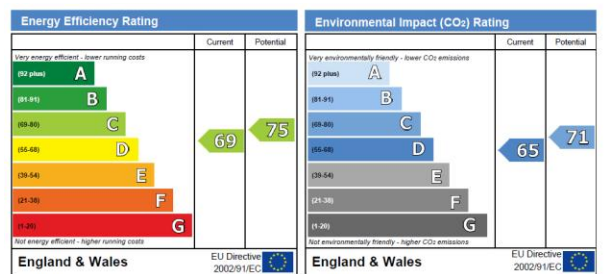 Energy Efficiency Rating
Current Potential
Very energy efficient - lower running costs
(92 plus) A
(81-91) B
(69-80) C
(55-68) D
(39-54) E
(21-38) F
(1-20) G
69
75
Not energy efficient - higher running costs
England & Wales
EU Directive
2002/91/EC
Environmental Impact (CO₂) Rating
Current Potential
Very environmentally friendly - lower CO₂ emissions
(92 plus) A
(81-91) B
(69-80) C
(55-68) D
(39-54) E
(21-38) F
(1-20) G
65
71
Not environmentally friendly - higher CO₂ emissions
England & Wales
EU Directive
2002/91/EC